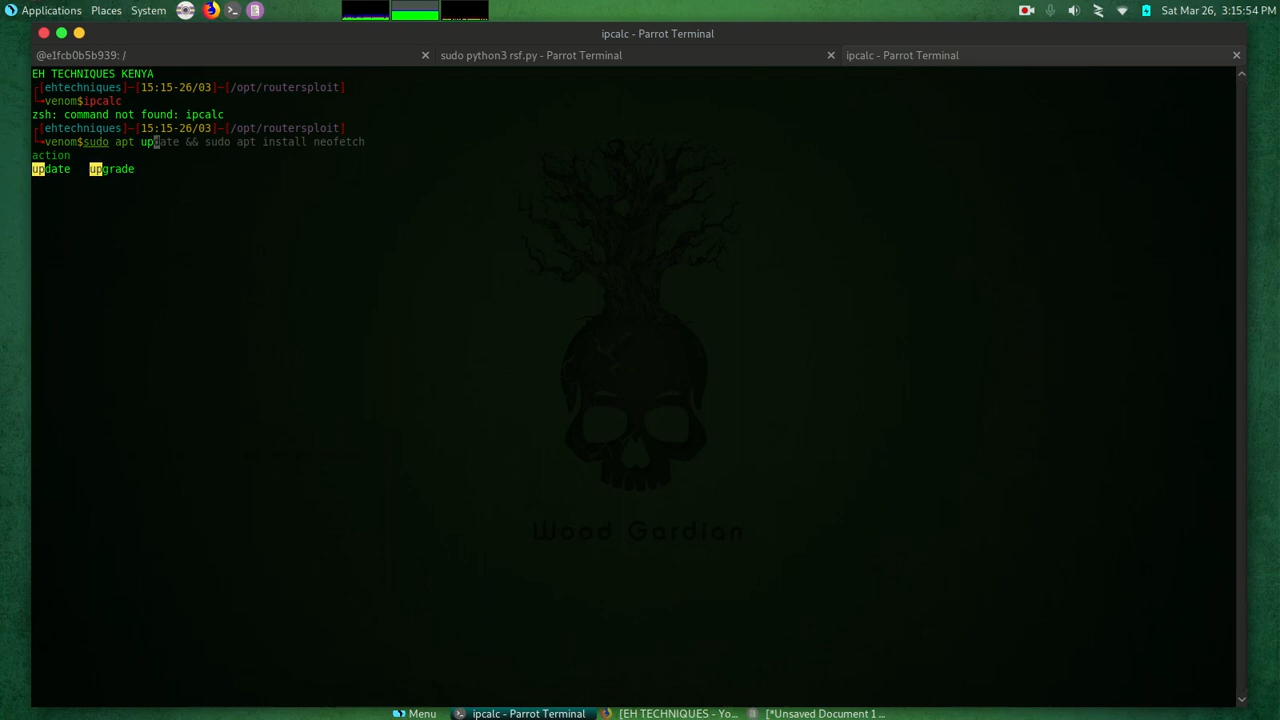 Applications Places System
Sat Mar 26, 3:15:54 PM
ipcalc - Parrot Terminal
@e1fcb0b5b939: /
sudo python3 rsf.py - Parrot Terminal
ipcalc - Parrot Terminal
EH TECHNIQUES KENYA
┌[ehtechniques]─[15:15-26/03]─[/opt/routersploit]
└╼venom$ipcalc
zsh: command not found: ipcalc
┌[ehtechniques]─[15:15-26/03]─[/opt/routersploit]
└╼venom$sudo apt update && sudo apt install neofetch
action
update upgrade
Wood Gardian
Menu
ipcalc - Parrot Terminal
[EH TECHNIQUES - Yo...
[*Unsaved Document 1 ...